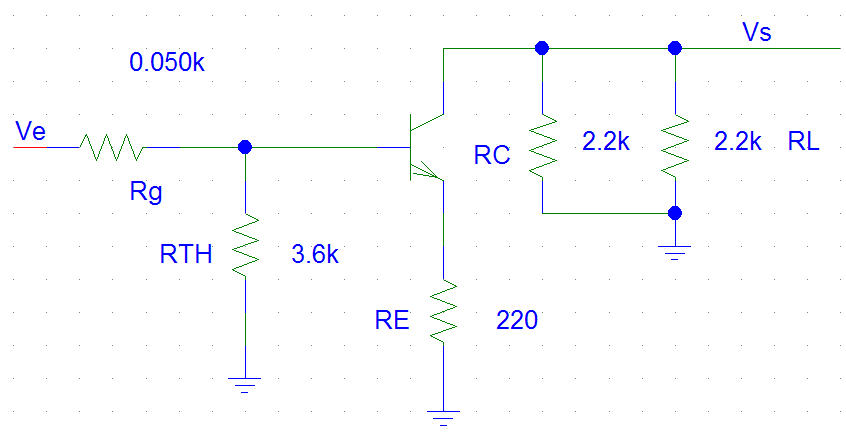 Vs
0.050k
Ve
RC 2.2k 2.2k RL
Rg
RTH 3.6k
RE 220